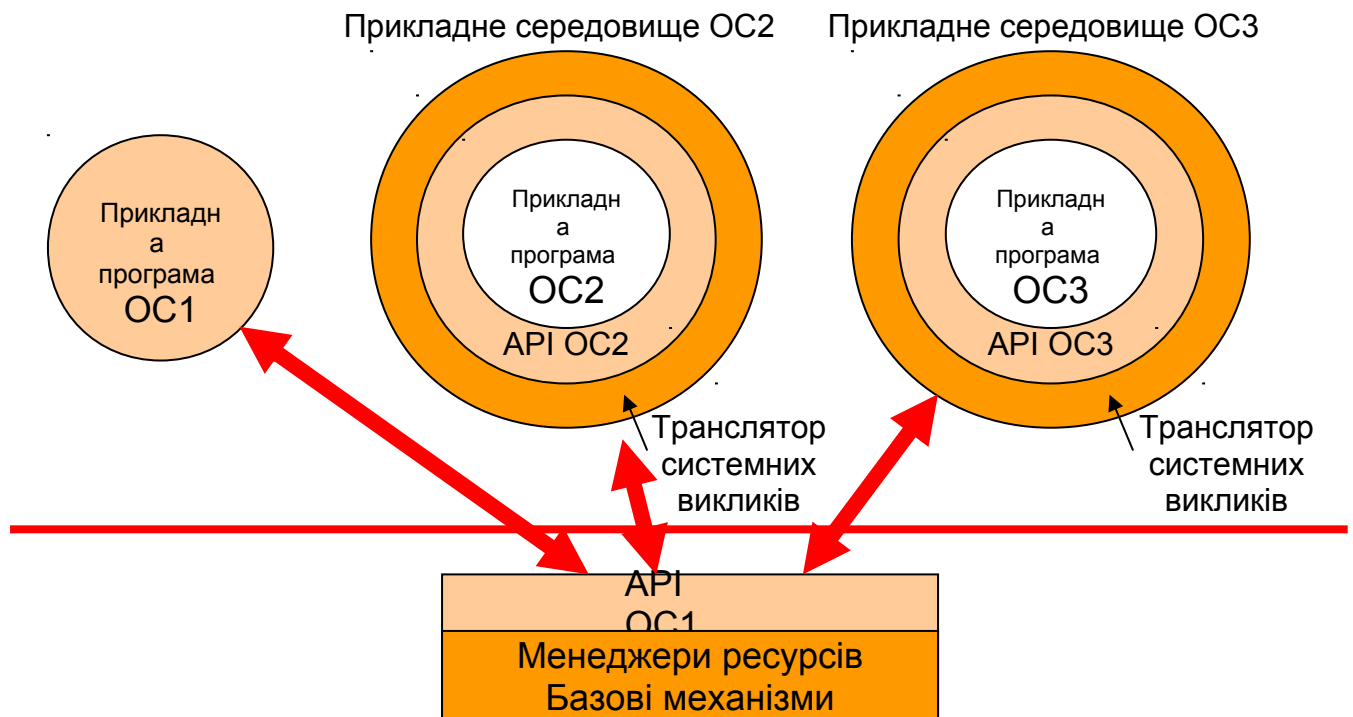 Прикладне середовище ОС2
Прикладне середовище ОС3
Прикладн
а
програма
ОС1
Прикладн
а
програма
ОС2
API ОС2
Прикладн
а
програма
ОС3
API ОС3
Транслятор
системних
викликів
Транслятор
системних
викликів
API
ОС1
Менеджери ресурсів
Базові механізми